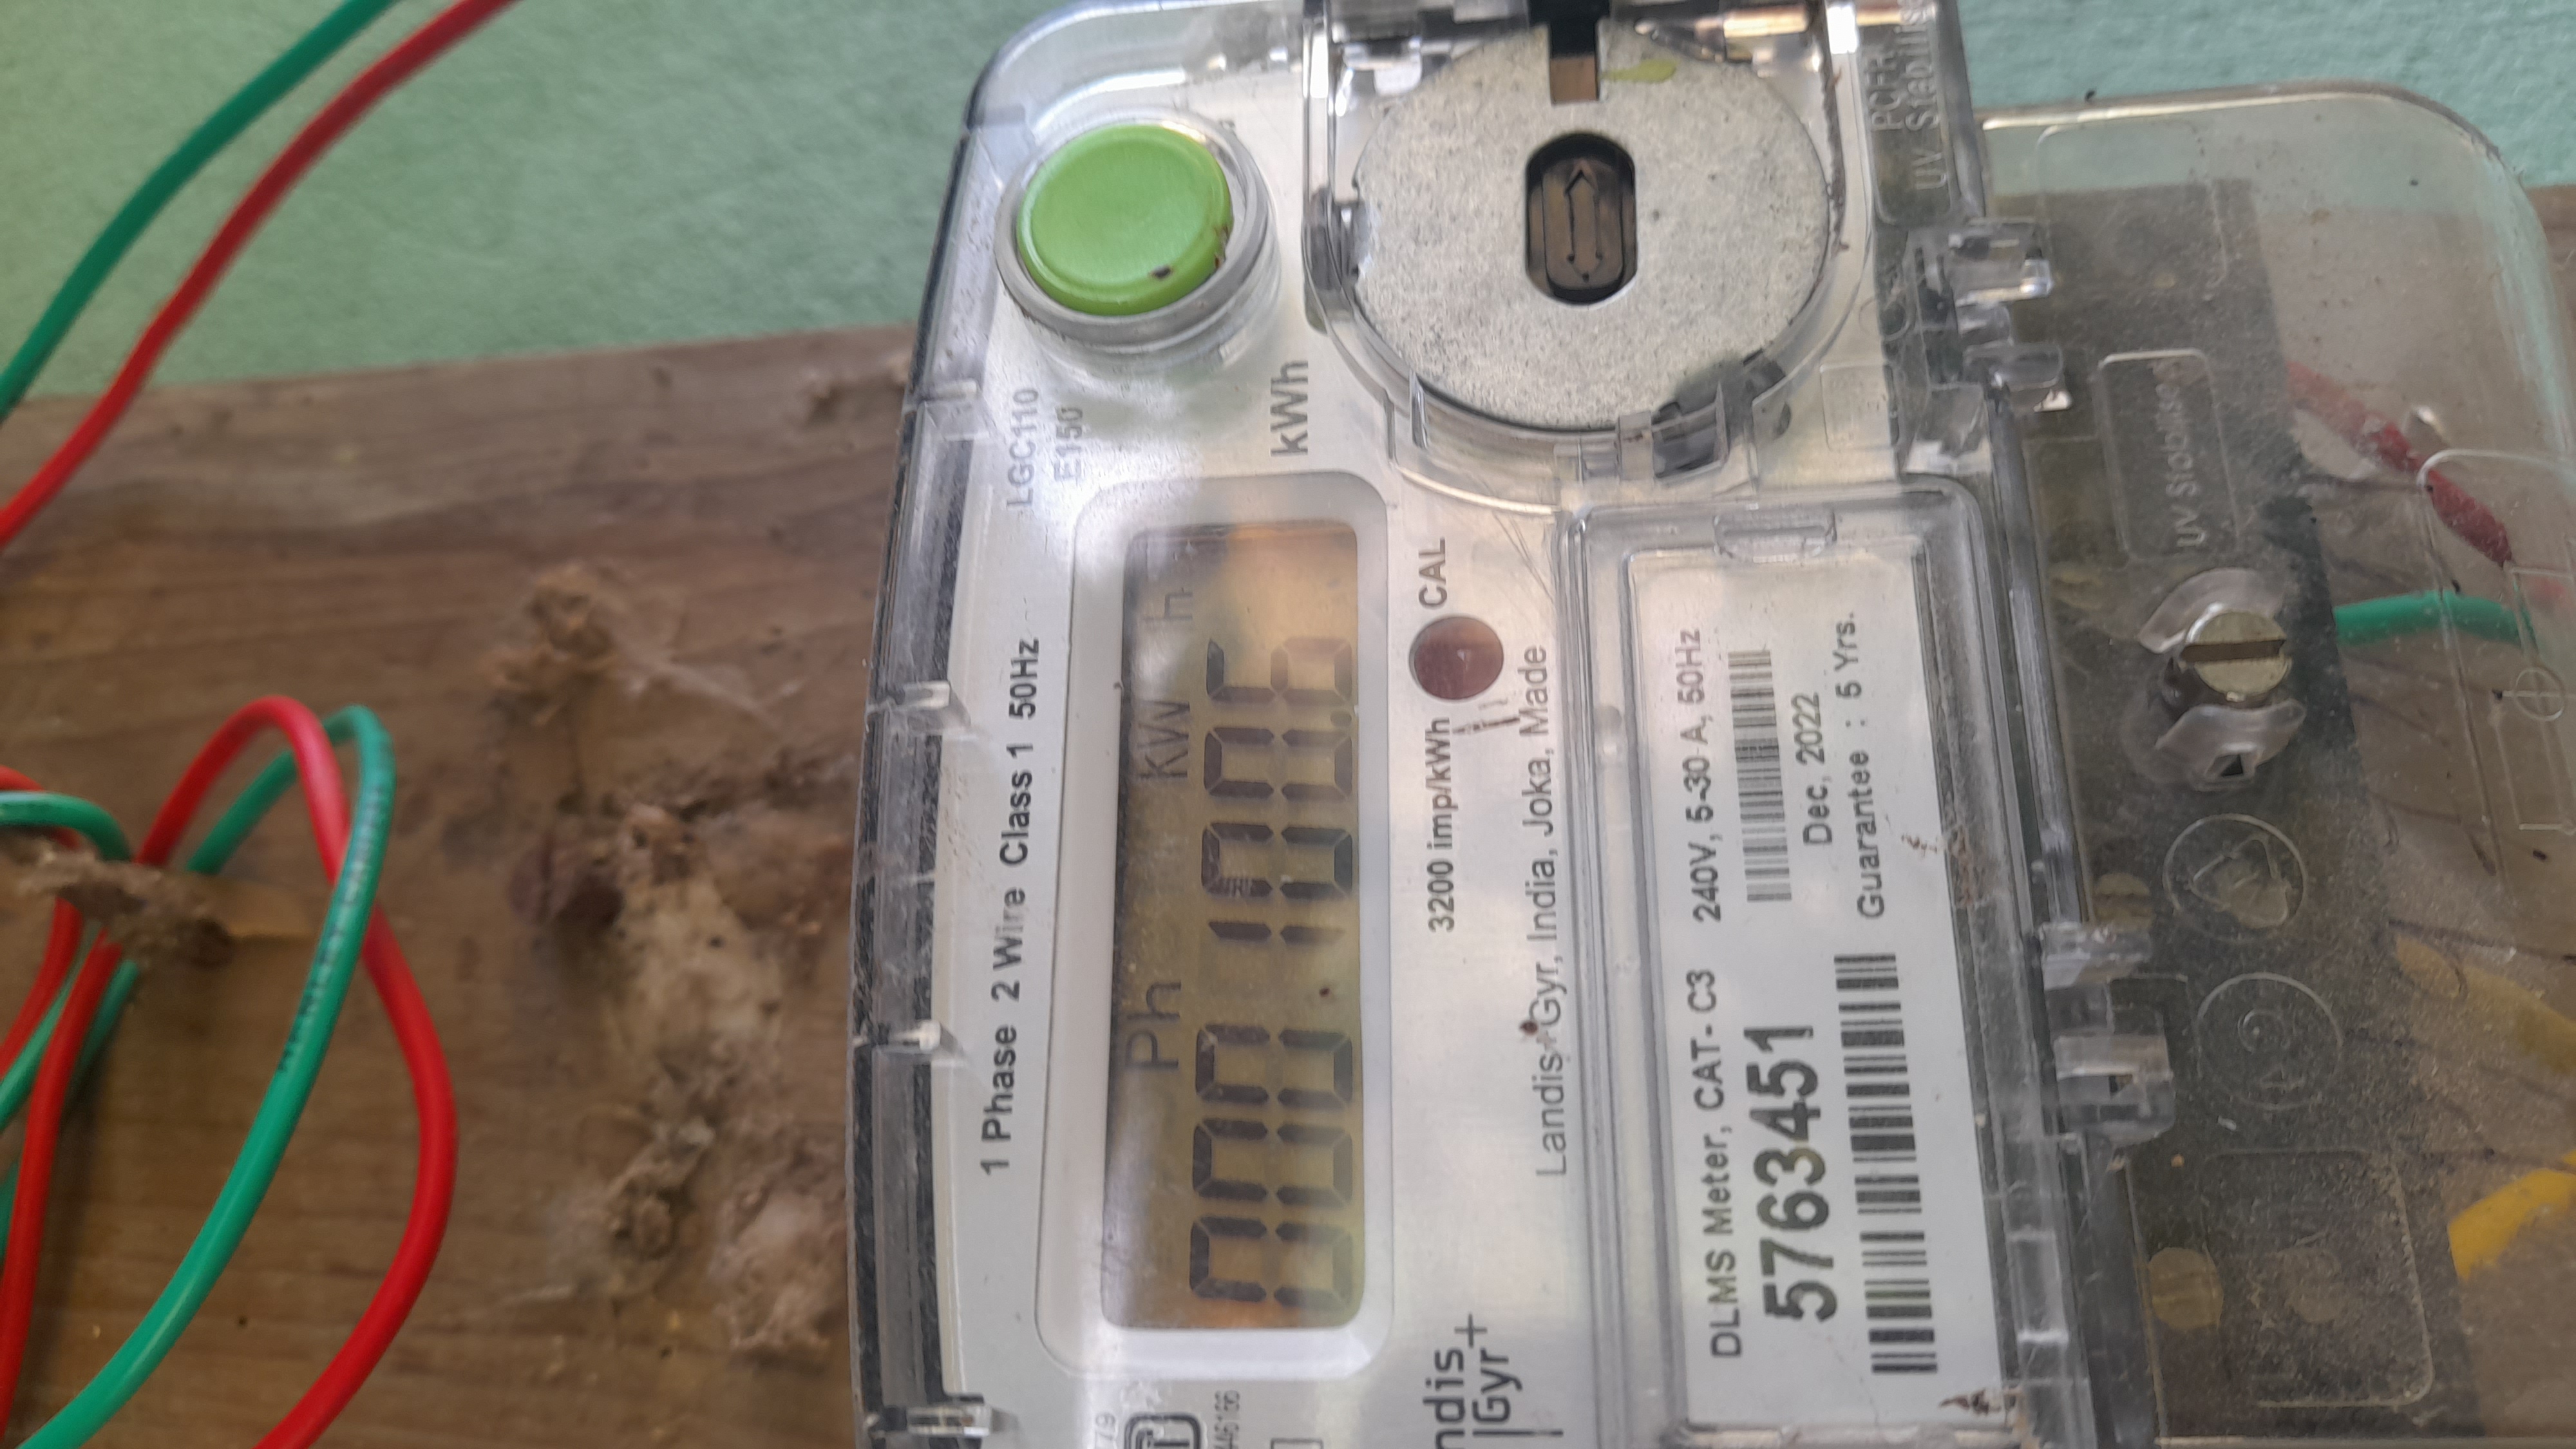 LGC110
E150
kWh
1 Phase 2 Wire Class 1 50Hz
Ph kW h
000 100.6
3200 imp/kWh CAL
Landis+Gyr, India, Joka, Made
ndis
Gyr+
DLMS Meter, CAT- C3 240V, 5-30 A, 50Hz
5763451
Dec, 2022
Guarantee : 5 Yrs.
UV Stabilised